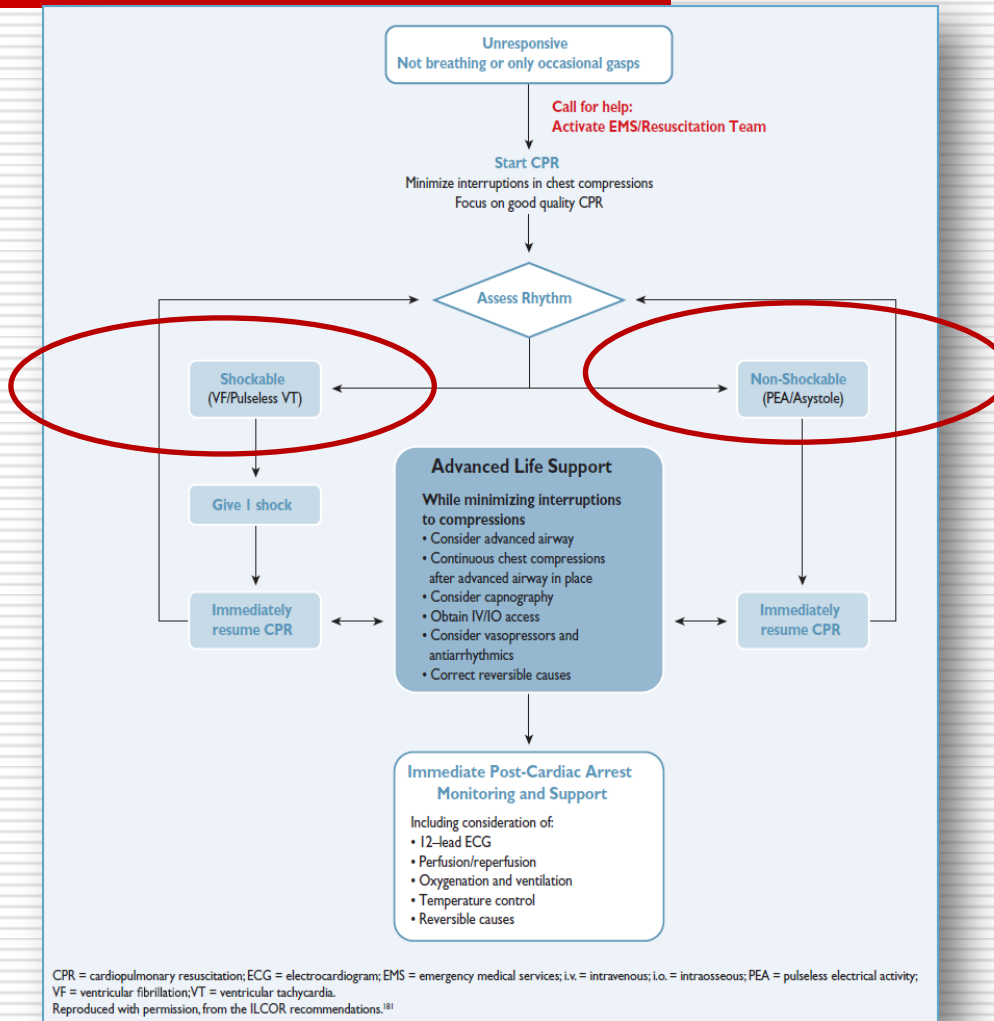 Unresponsive
Not breathing or only occasional gasps
Call for help:
Activate EMS/Resuscitation Team
Start CPR
Minimize interruptions in chest compressions
Focus on good quality CPR
Assess Rhythm
Shockable
(VF/Pulseless VT)
Non-Shockable
(PEA/Asystole)
Give 1 shock
Immediately
resume CPR
Advanced Life Support
While minimizing interruptions
to compressions
• Consider advanced airway
• Continuous chest compressions
after advanced airway in place
• Consider capnography
• Obtain IV/IO access
• Consider vasopressors and
antiarrhythmics
• Correct reversible causes
Immediately
resume CPR
Immediate Post-Cardiac Arrest
Monitoring and Support
Including consideration of:
• 12–lead ECG
• Perfusion/reperfusion
• Oxygenation and ventilation
• Temperature control
• Reversible causes
CPR = cardiopulmonary resuscitation; ECG = electrocardiogram; EMS = emergency medical services; i.v. = intravenous; i.o. = intraosseous; PEA = pulseless electrical activity;
VF = ventricular fibrillation; VT = ventricular tachycardia.
Reproduced with permission, from the ILCOR recommendations.181